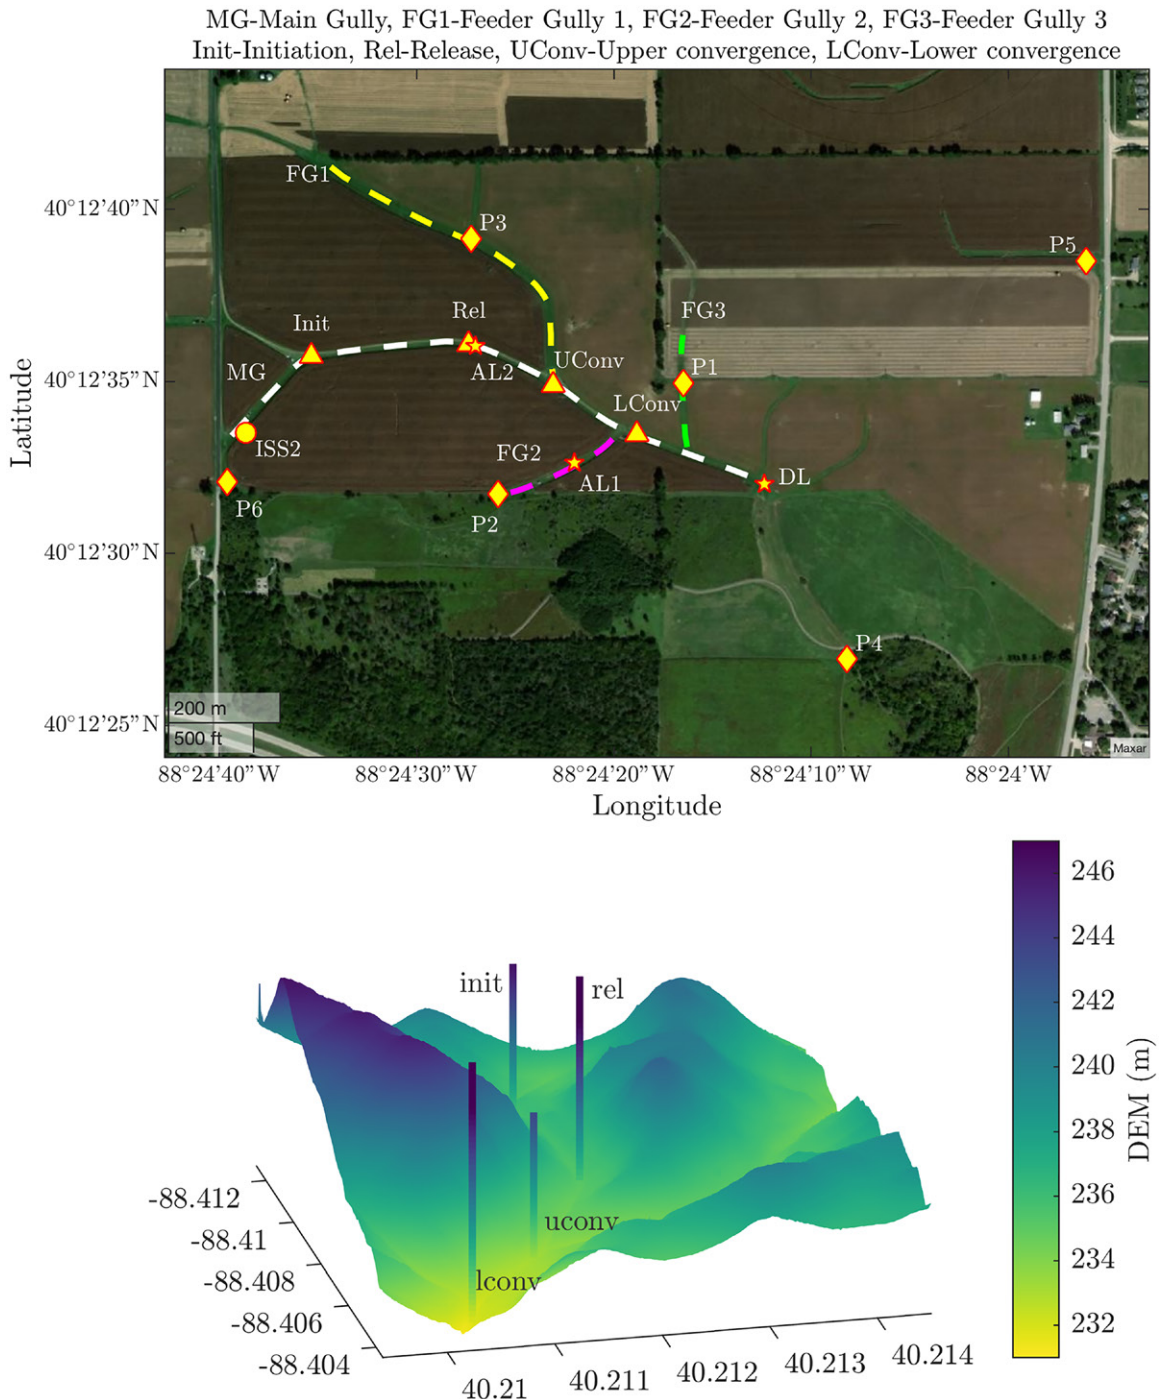 MG-Main Gully, FG1-Feeder Gully 1, FG2-Feeder Gully 2, FG3-Feeder Gully 3
Init-Initiation, Rel-Release, UConv-Upper convergence, LConv-Lower convergence
FG1
40°12'40"N
P3
P5
Rel
FG3
Init
UConv
P1
MG
AL2
40°12'35"N
LConv
ISS2
FG2
AL1
DL
P6
P2
40°12'30"N
P4
200 m
40°12'25"N
500 ft
Maxar
88°24'40"W 88°24'30"W 88°24'20"W 88°24'10"W 88°24'W
Longitude
Latitude
246
init
rel
244
242
240
238
-88.412
236
uconv
-88.41
234
lconv
-88.408
-88.406
232
-88.404
40.21 40.211 40.212 40.213 40.214
DEM (m)